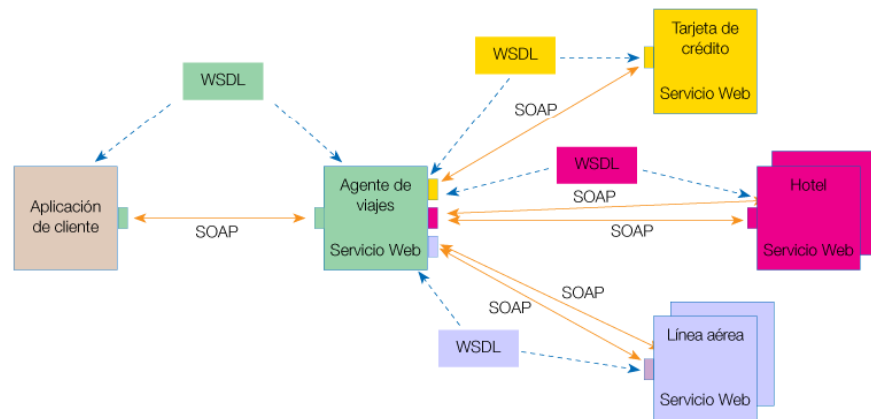 Tarjeta de
crédito
Servicio Web
WSDL
WSDL
SOAP
WSDL
Hotel
Servicio Web
Agente de
viajes
Servicio Web
Aplicación
de cliente
SOAP
SOAP
SOAP
SOAP
SOAP
WSDL
Línea aérea
Servicio Web